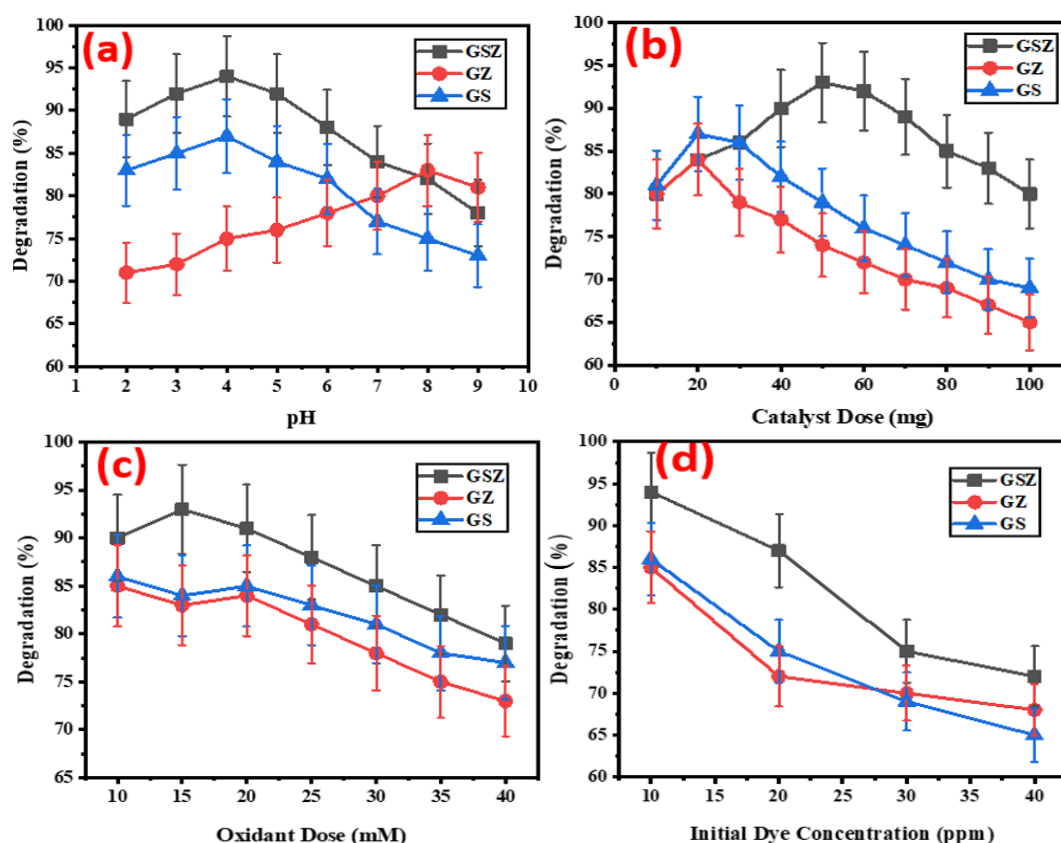 (a)
GSZ
GZ
GS
Degradation (%)
100
95
90
85
80
75
70
65
60
1 2 3 4 5 6 7 8 9 10
pH
(b)
GSZ
GZ
GS
Degradation (%)
100
95
90
85
80
75
70
65
60
0 20 40 60 80 100
Catalyst Dose (mg)
(c)
GSZ
GZ
GS
Degradation (%)
100
95
90
85
80
75
70
65
10 15 20 25 30 35 40
Oxidant Dose (mM)
(d)
GSZ
GZ
GS
Degradation (%)
100
95
90
85
80
75
70
65
60
10 15 20 25 30 35 40
Initial Dye Concentration (ppm)